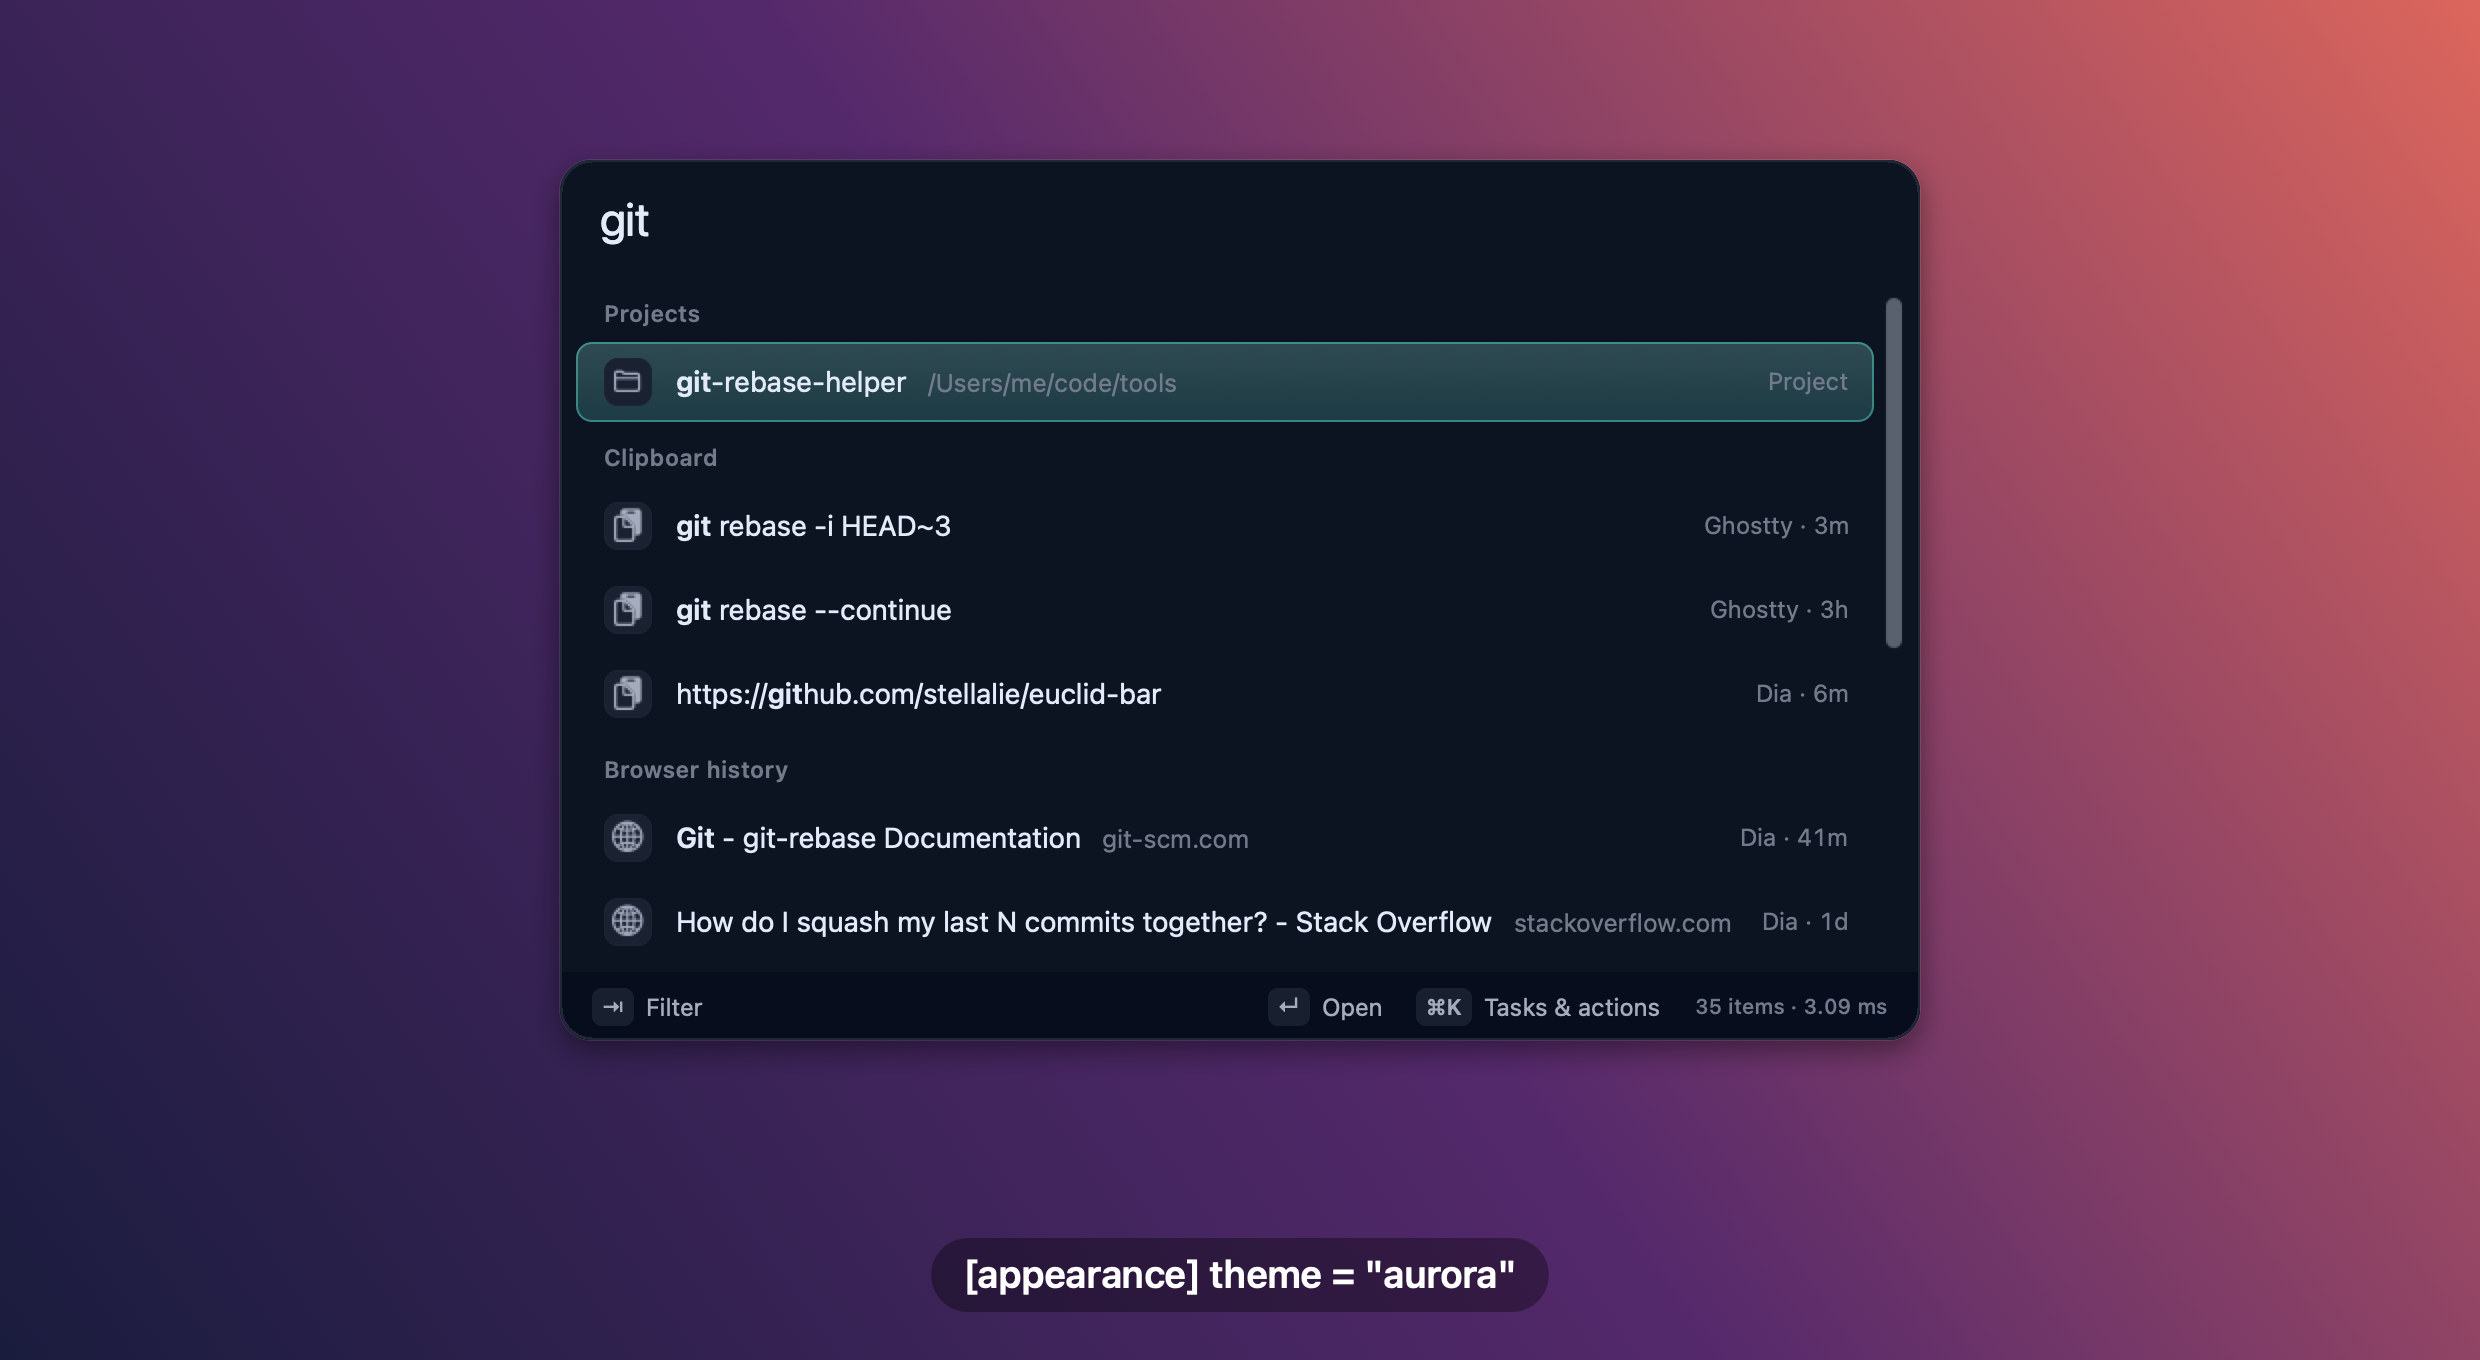 git
Projects
git-rebase-helper /Users/me/code/tools Project
Clipboard
git rebase -i HEAD~3 Ghostty · 3m
git rebase --continue Ghostty · 3h
https://github.com/stellalie/euclid-bar Dia · 6m
Browser history
Git - git-rebase Documentation git-scm.com Dia · 41m
How do I squash my last N commits together? - Stack Overflow stackoverflow.com Dia · 1d
⇥ Filter ↵ Open ⌘K Tasks & actions 35 items · 3.09 ms
[appearance] theme = "aurora"